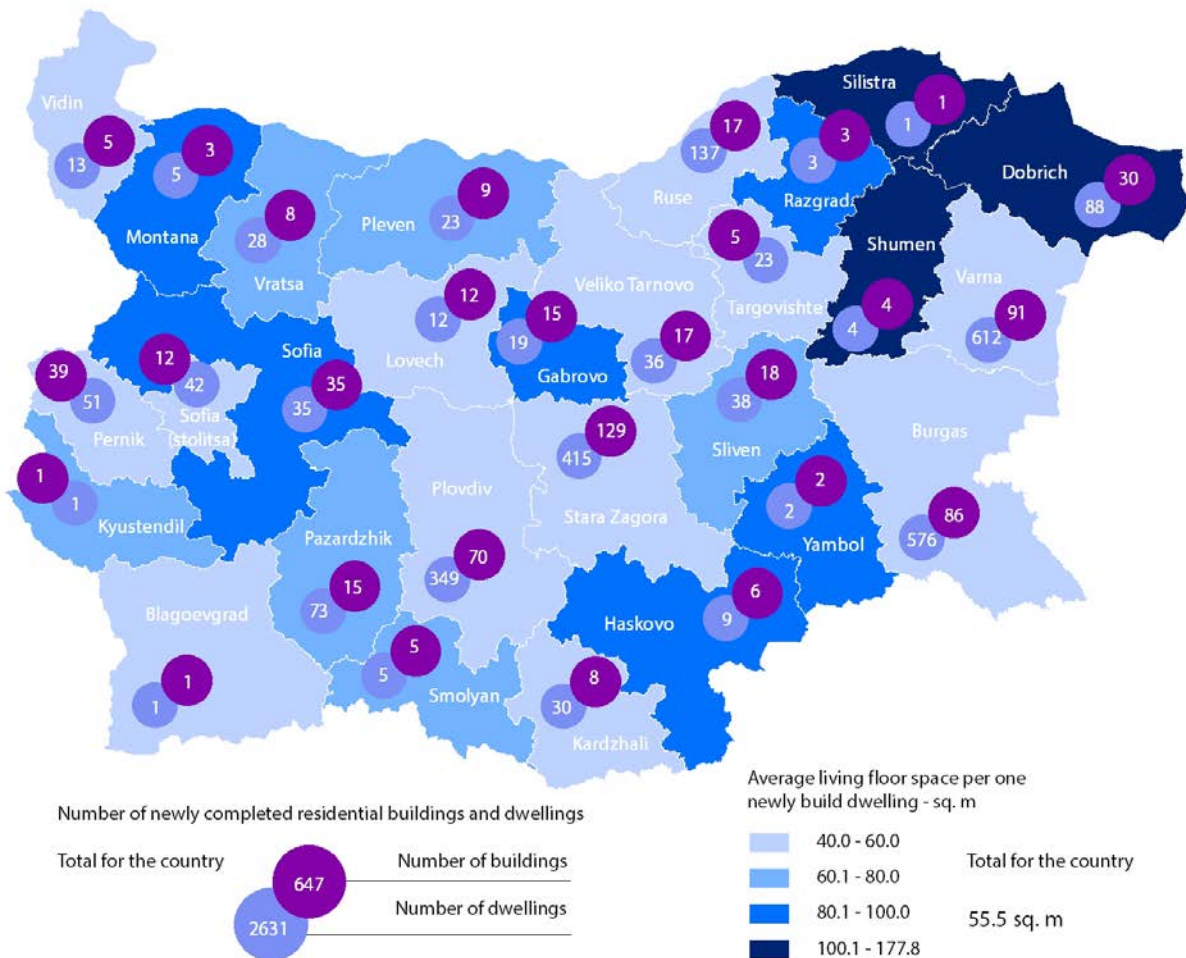 Silistra
1
1
Vidin
5
13
3
5
17
137
3
3
Dobrich
30
88
9
23
Ruse
Razgrad
8
28
Pleven
Montana
5
23
Shumen
Vratsa
Varna
12
12
Veliko Tarnovo
Targovishte
91
612
4
4
15
19
17
36
Sofia
Lovech
Gabrovo
12
42
39
51
35
35
18
38
Sofia
(stolitsa)
Pernik
129
415
Burgas
Sliven
1
1
2
2
Plovdiv
Stara Zagora
Kyustendil
86
576
Pazardzhik
Yambol
70
349
15
73
6
9
Blagoevgrad
Haskovo
5
5
1
1
8
30
Smolyan
Kardzhali
Number of newly completed residential buildings and dwellings
Total for the country
647
2631
Number of buildings
Number of dwellings
Average living floor space per one
newly build dwelling - sq. m
40.0 - 60.0
60.1 - 80.0
80.1 - 100.0
100.1 - 177.8
Total for the country
55.5 sq. m